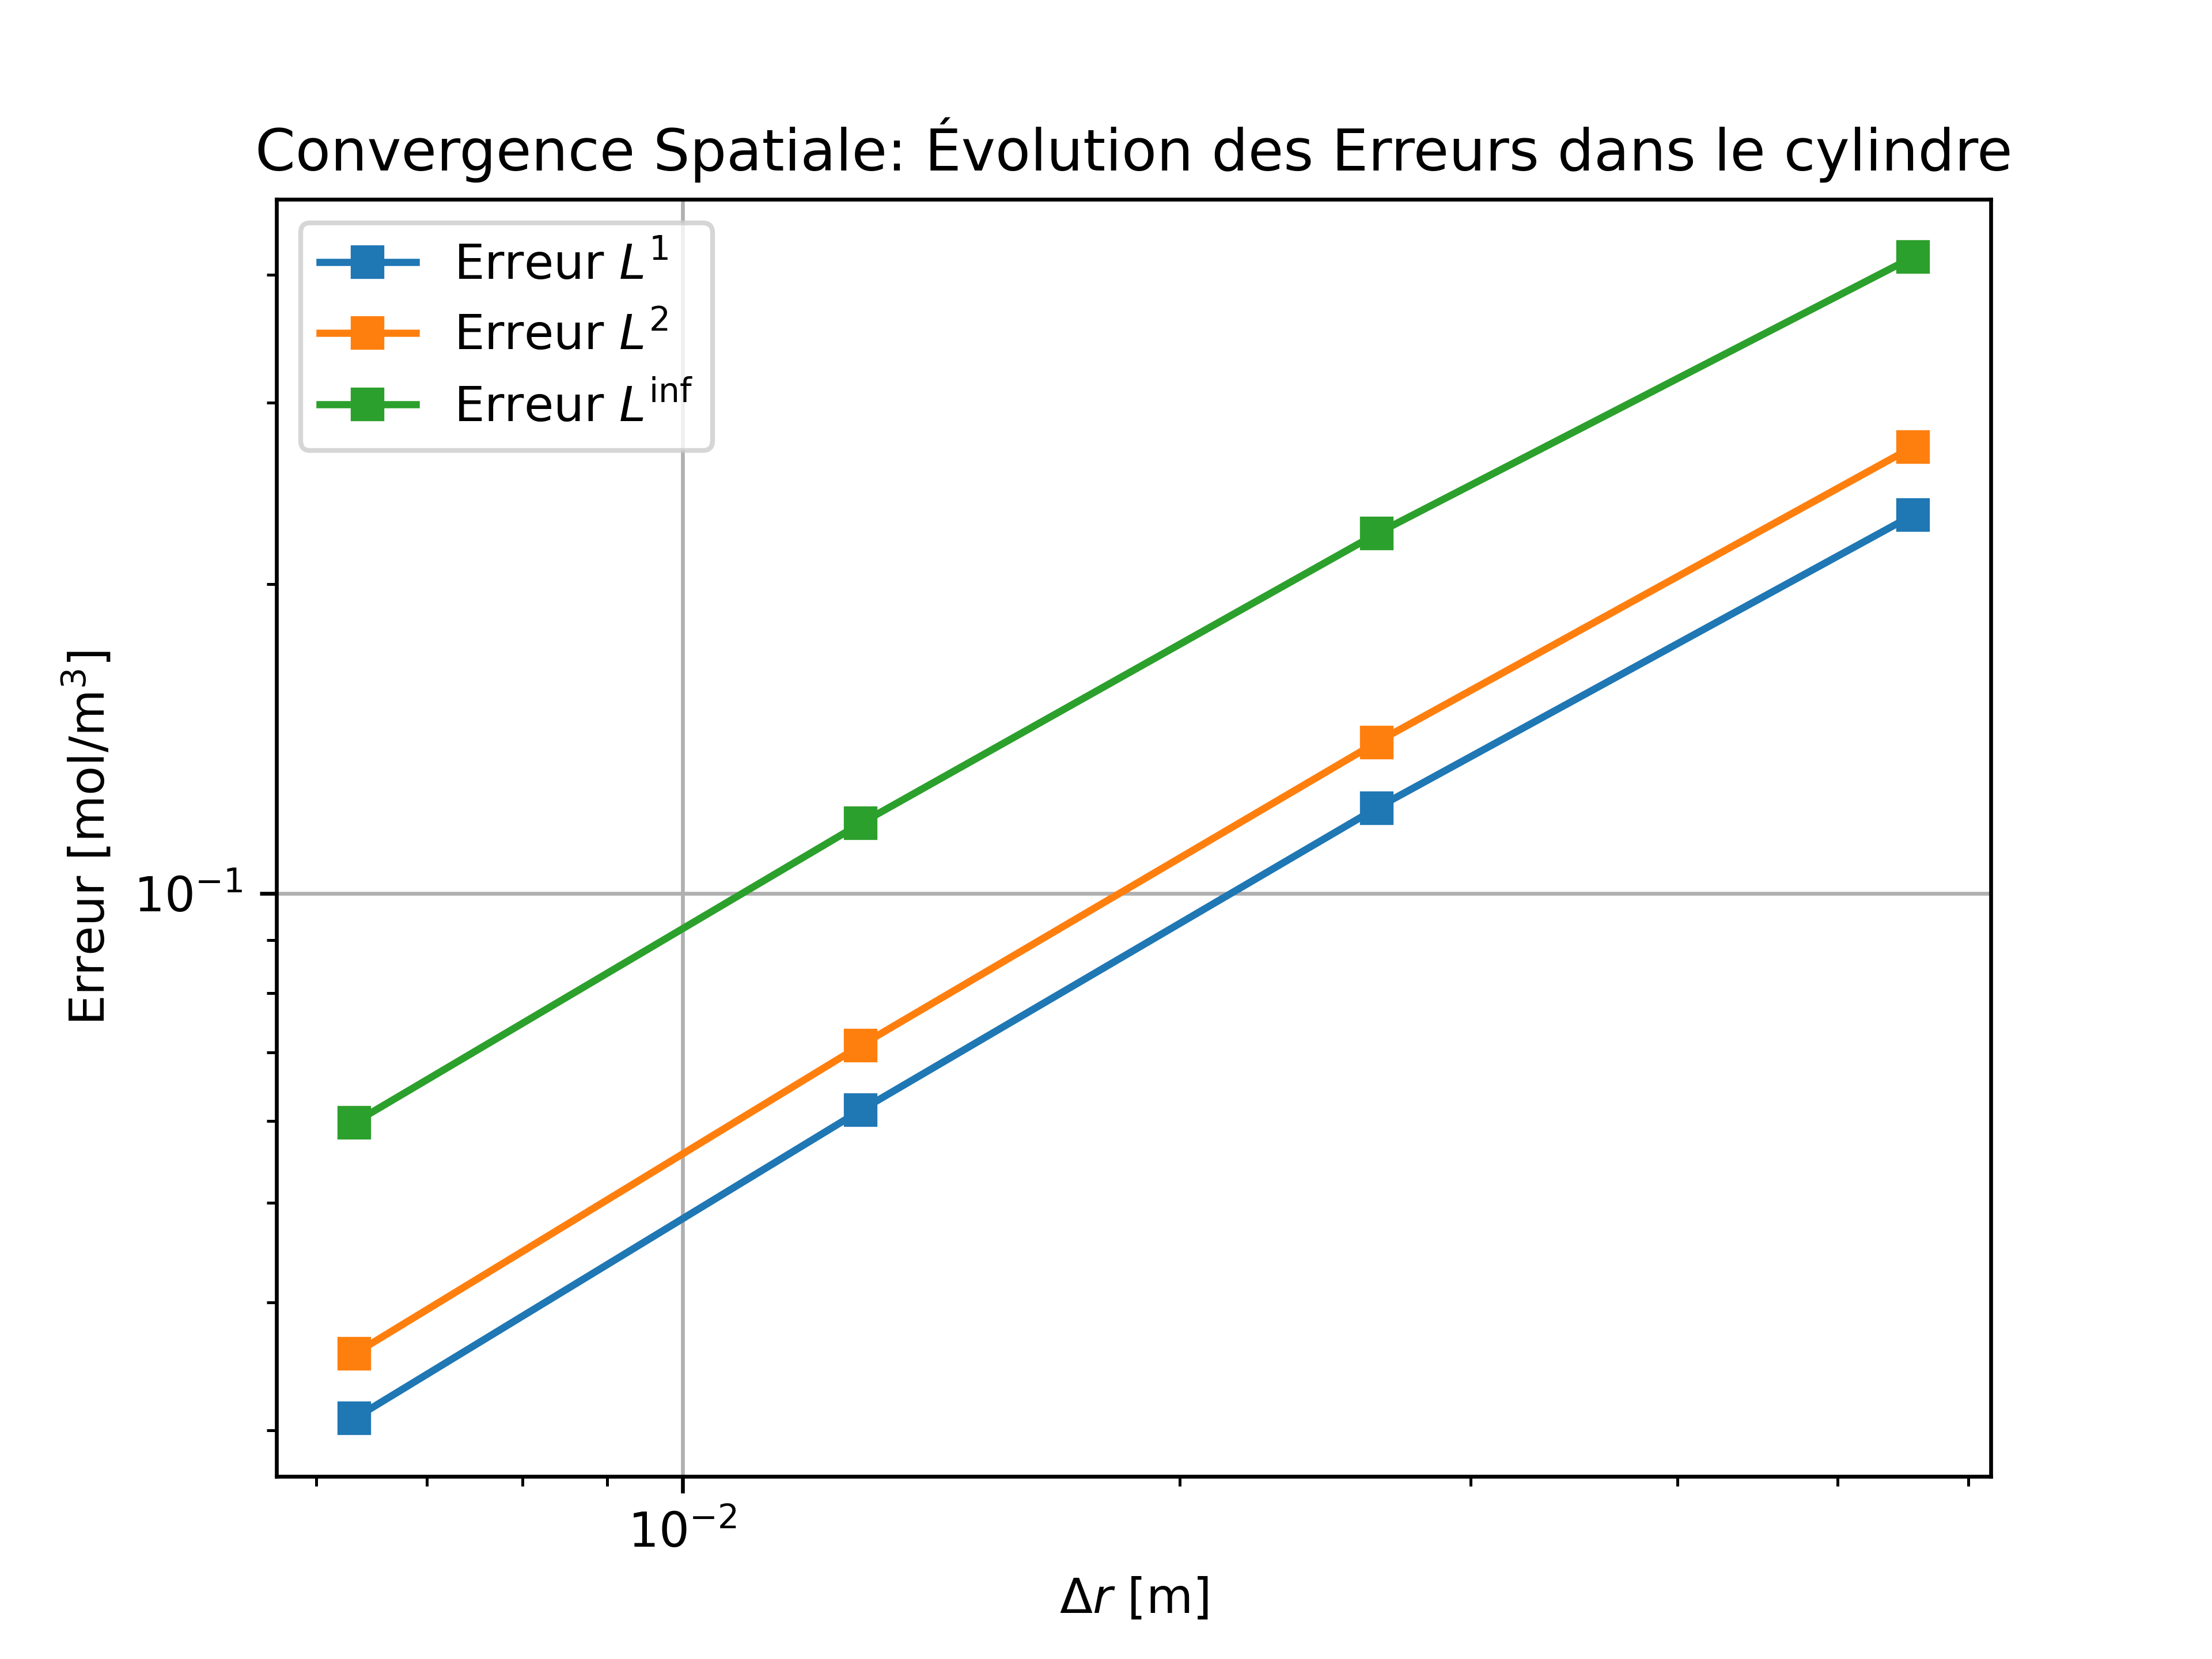 Convergence Spatiale: Évolution des Erreurs dans le cylindre
Erreur L¹
Erreur L²
Erreur L^inf
Erreur [mol/m³]
10⁻¹
10⁻²
Δr [m]